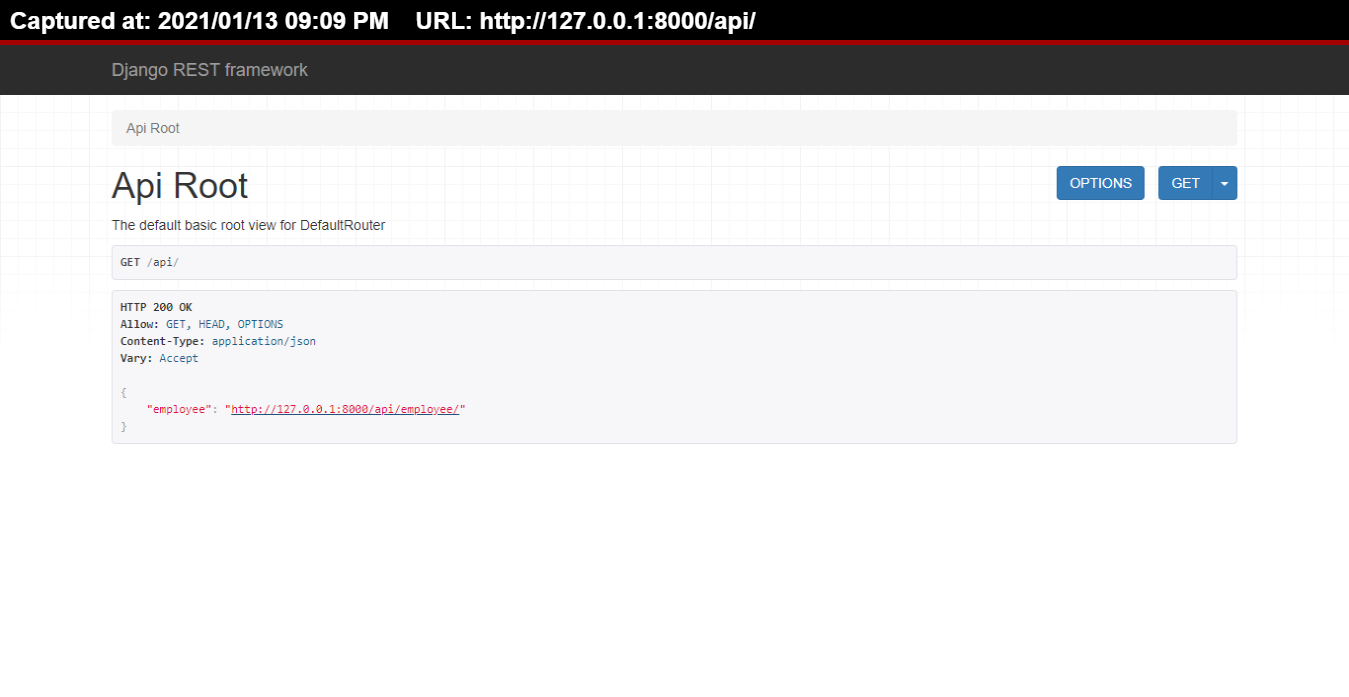 Captured at: 2021/01/13 09:09 PM    URL: http://127.0.0.1:8000/api/
Django REST framework
Api Root
Api Root
OPTIONS
GET
The default basic root view for DefaultRouter
GET /api/
HTTP 200 OK
Allow: GET, HEAD, OPTIONS
Content-Type: application/json
Vary: Accept
{
    "employee": "http://127.0.0.1:8000/api/employee/"
}